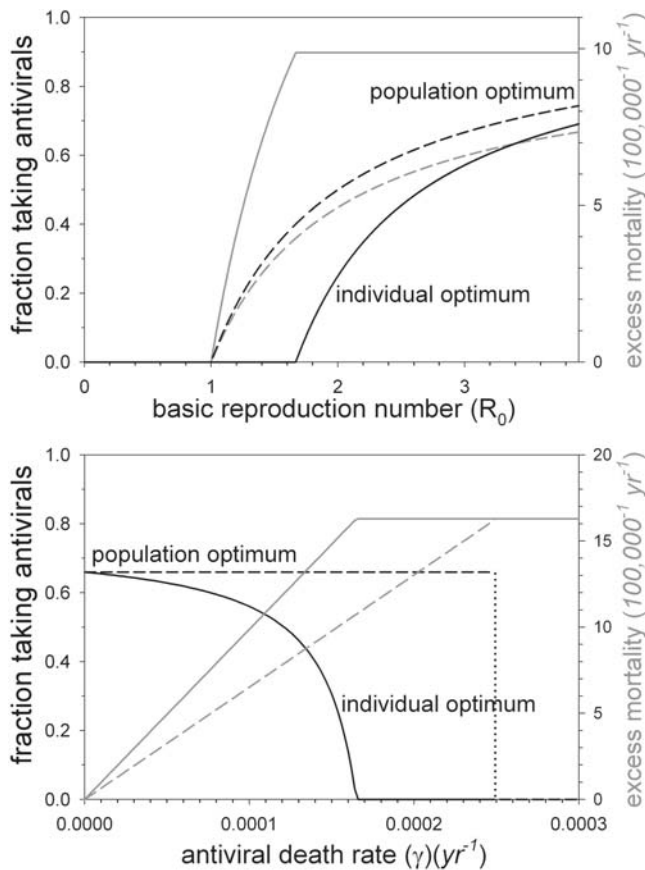 fraction taking antivirals
1.0
0.8
0.6
0.4
0.2
0.0
population optimum
individual optimum
10
5
0
excess mortality (100,000⁻¹ yr⁻¹)
0 1 2 3
basic reproduction number (R₀)
fraction taking antivirals
1.0
0.8
0.6
0.4
0.2
0.0
population optimum
individual optimum
20
15
10
5
0
excess mortality (100,000⁻¹ yr⁻¹)
0.0000 0.0001 0.0002 0.0003
antiviral death rate (γ)(yr⁻¹)